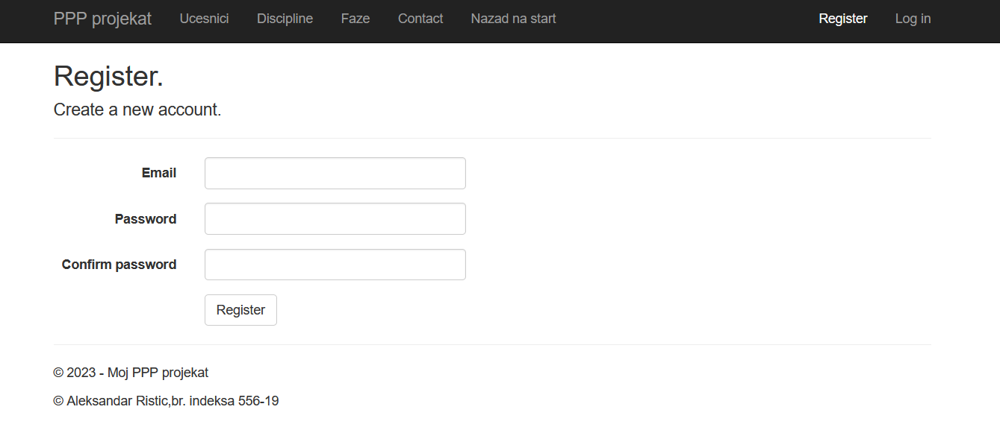 PPP projekat Ucesnici Discipline Faze Contact Nazad na start Register Log in
Register.
Create a new account.
Email
Password
Confirm password
Register
© 2023 - Moj PPP projekat
© Aleksandar Ristic,br. indeksa 556-19